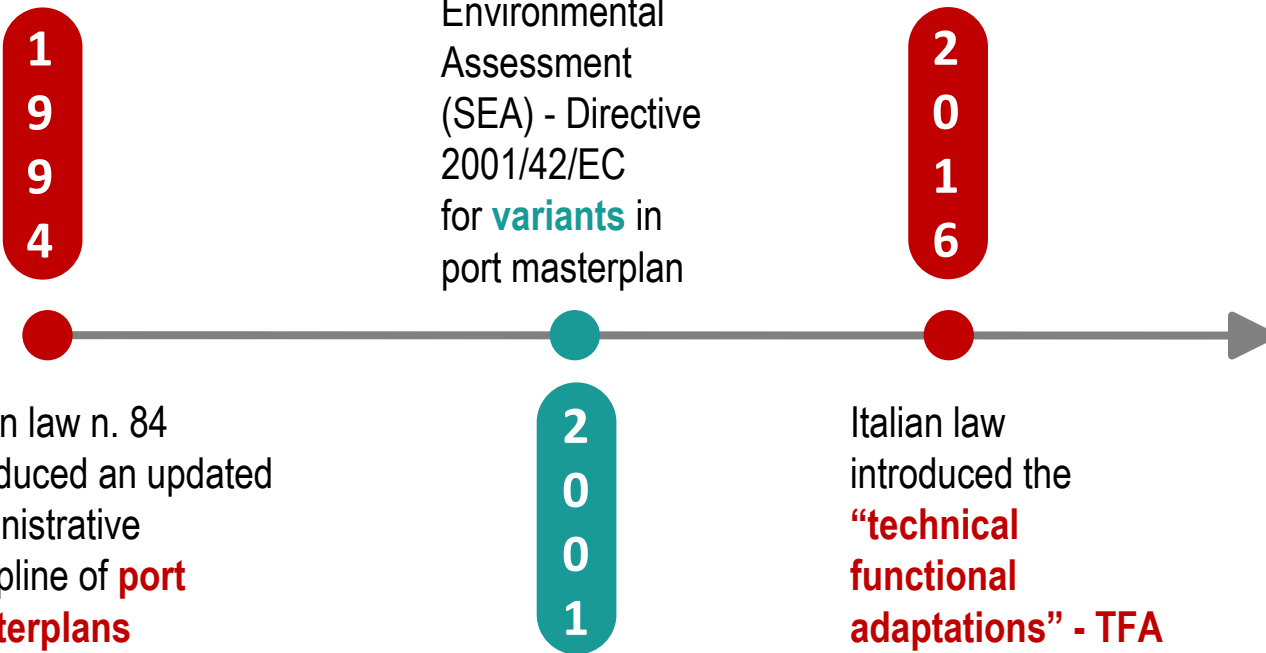 1
9
9
4
Environmental
Assessment
(SEA) - Directive
2001/42/EC
for variants in
port masterplan
2
0
1
6
n law n. 84
duced an updated
nistrative
pline of port
terplans
2
0
0
1
Italian law
introduced the
“technical
functional
adaptations” - TFA